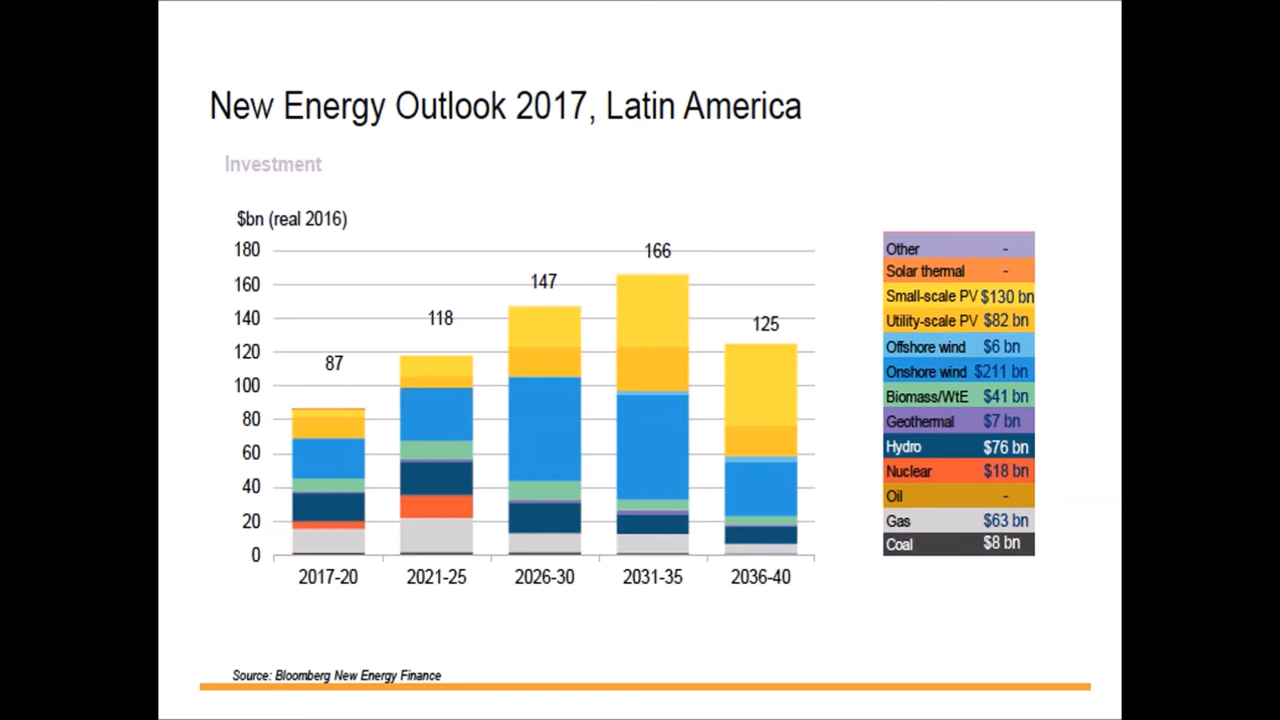 New Energy Outlook 2017, Latin America
Investment
$bn (real 2016)
180
160
140
120
100
80
60
40
20
0
87
118
147
166
125
2017-20
2021-25
2026-30
2031-35
2036-40
Other -
Solar thermal -
Small-scale PV $130 bn
Utility-scale PV $82 bn
Offshore wind $6 bn
Onshore wind $211 bn
Biomass/WtE $41 bn
Geothermal $7 bn
Hydro $76 bn
Nuclear $18 bn
Oil -
Gas $63 bn
Coal $8 bn
Source: Bloomberg New Energy Finance